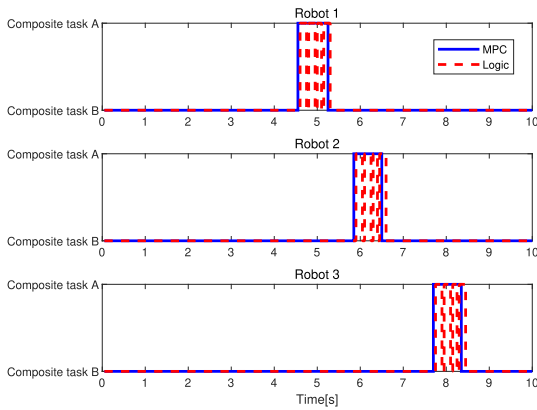 Robot 1
Composite task A
MPC
Logic
Composite task B
0 1 2 3 4 5 6 7 8 9 10
Robot 2
Composite task A
Composite task B
0 1 2 3 4 5 6 7 8 9 10
Robot 3
Composite task A
Composite task B
0 1 2 3 4 5 6 7 8 9 10
Time[s]